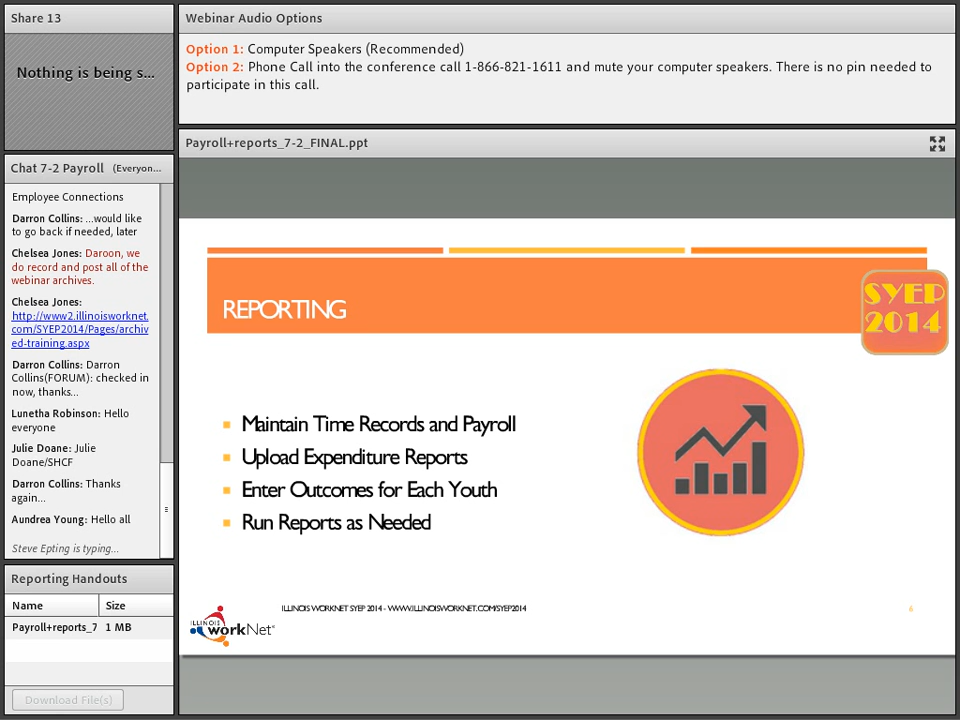 Share 13
Nothing is being s...
Chat 7-2 Payroll (Everyon...
Employee Connections
Darron Collins: ...would like
to go back if needed, later
Chelsea Jones: Daroon, we
do record and post all of the
webinar archives.
Chelsea Jones:
http://www2.illinoisworknet.
com/SYEP2014/Pages/archiv
ed-training.aspx
Darron Collins: Darron
Collins(FORUM): checked in
now, thanks...
Lunetha Robinson: Hello
everyone
Julie Doane: Julie
Doane/SHCF
Darron Collins: Thanks
again...
Aundrea Young: Hello all
Steve Epting is typing...
Reporting Handouts
Name Size
Payroll+reports_7 1 MB
Download File(s)
Webinar Audio Options
Option 1: Computer Speakers (Recommended)
Option 2: Phone Call into the conference call 1-866-821-1611 and mute your computer speakers. There is no pin needed to
participate in this call.
Payroll+reports_7-2_FINAL.ppt
REPORTING
SYEP
2014
Maintain Time Records and Payroll
Upload Expenditure Reports
Enter Outcomes for Each Youth
Run Reports as Needed
ILLINOIS
workNet
ILLINOIS WORKNET SYEP 2014 - WWW.ILLINOISWORKNET.COM/SYEP2014
6